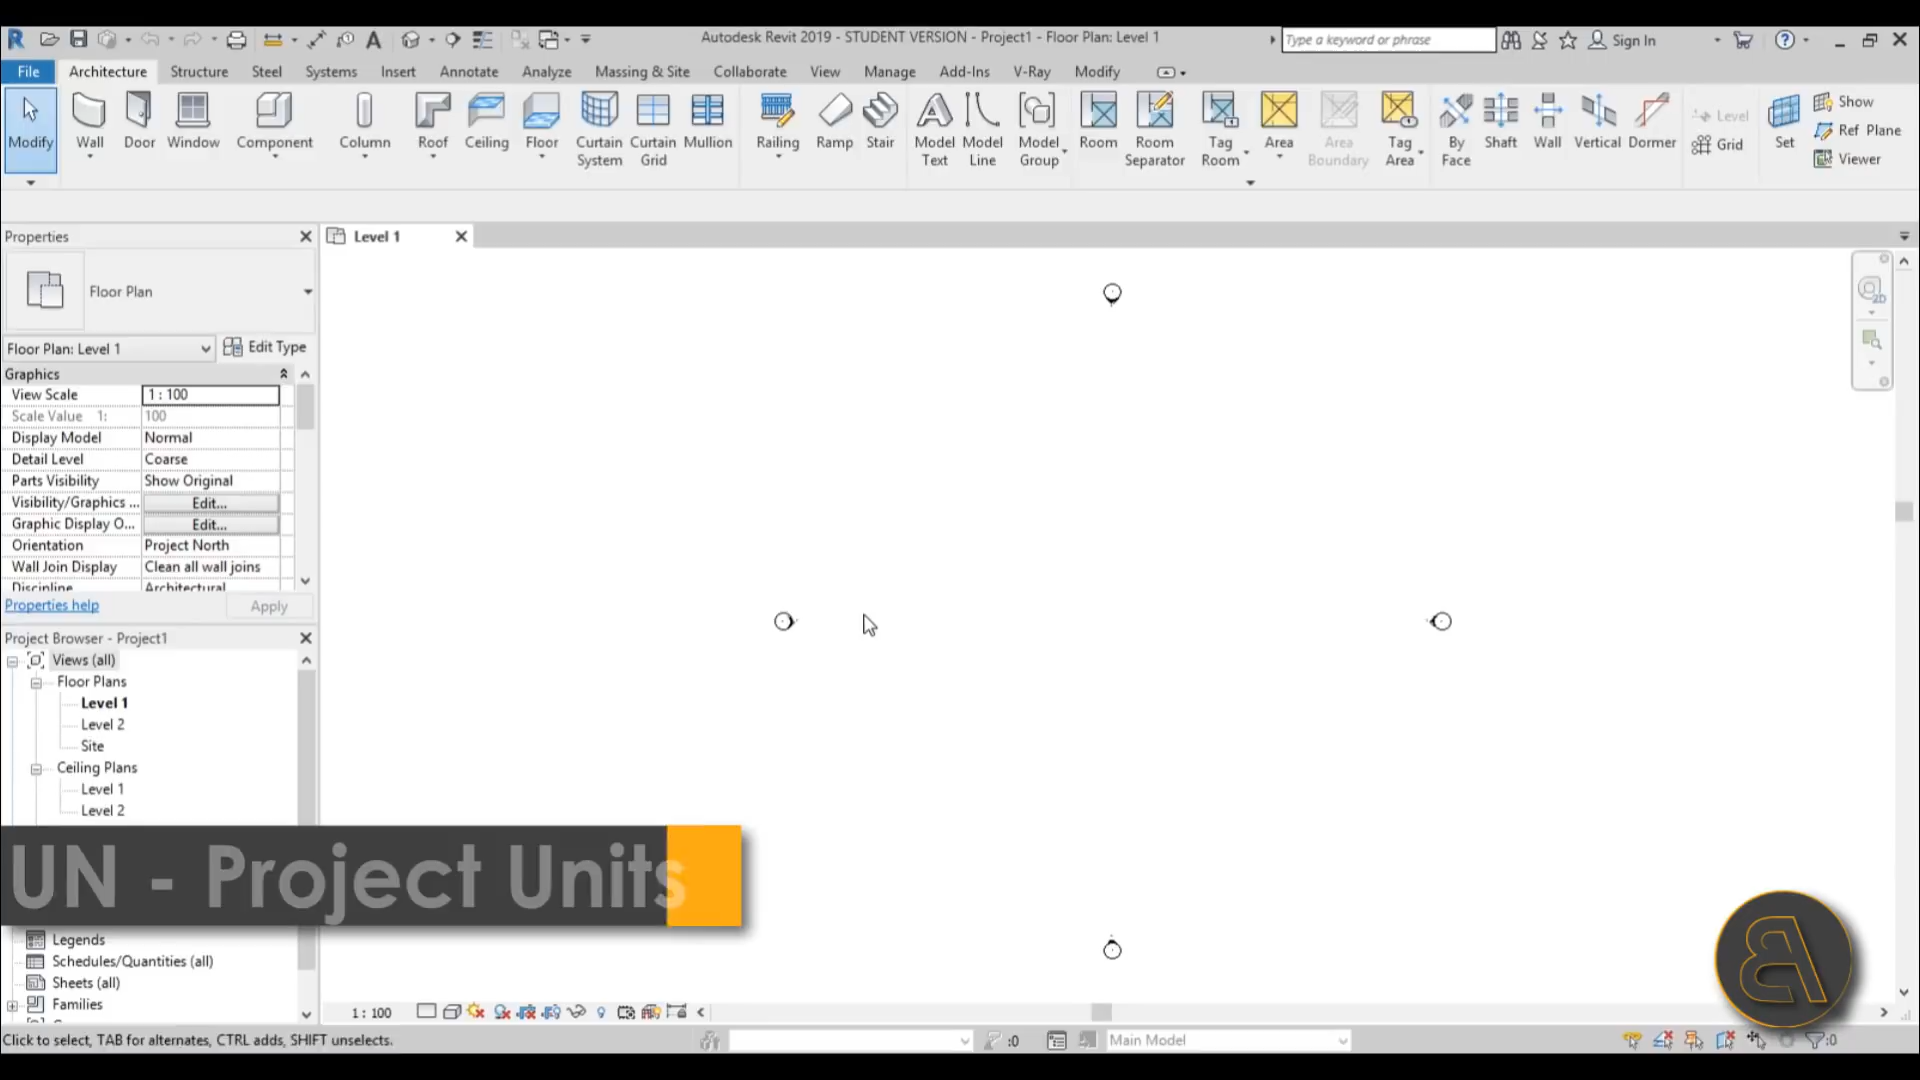 Autodesk Revit 2019 - STUDENT VERSION - Project1 - Floor Plan: Level 1
Type a keyword or phrase
Sign In
File Architecture Structure Steel Systems Insert Annotate Analyze Massing & Site Collaborate View Manage Add-Ins V-Ray Modify
Modify Wall Door Window Component Column Roof Ceiling Floor Curtain System Curtain Grid Mullion Railing Ramp Stair Model Text Model Line Model Group Room Room Separator Tag Room Area Area Boundary Tag Area By Face Shaft Wall Vertical Dormer Level Grid Set Show Ref Plane Viewer
Properties
Level 1
Floor Plan
Floor Plan: Level 1
Edit Type
Graphics
View Scale 1 : 100
Scale Value 1: 100
Display Model Normal
Detail Level Coarse
Parts Visibility Show Original
Visibility/Graphics ... Edit...
Graphic Display O... Edit...
Orientation Project North
Wall Join Display Clean all wall joins
Discipline Architectural
Properties help Apply
Project Browser - Project1
Views (all)
Floor Plans
Level 1
Level 2
Site
Ceiling Plans
Level 1
Level 2
UN - Project Units
Legends
Schedules/Quantities (all)
Sheets (all)
Families
1 : 100
Click to select, TAB for alternates, CTRL adds, SHIFT unselects.
:0
Main Model
:0
2D